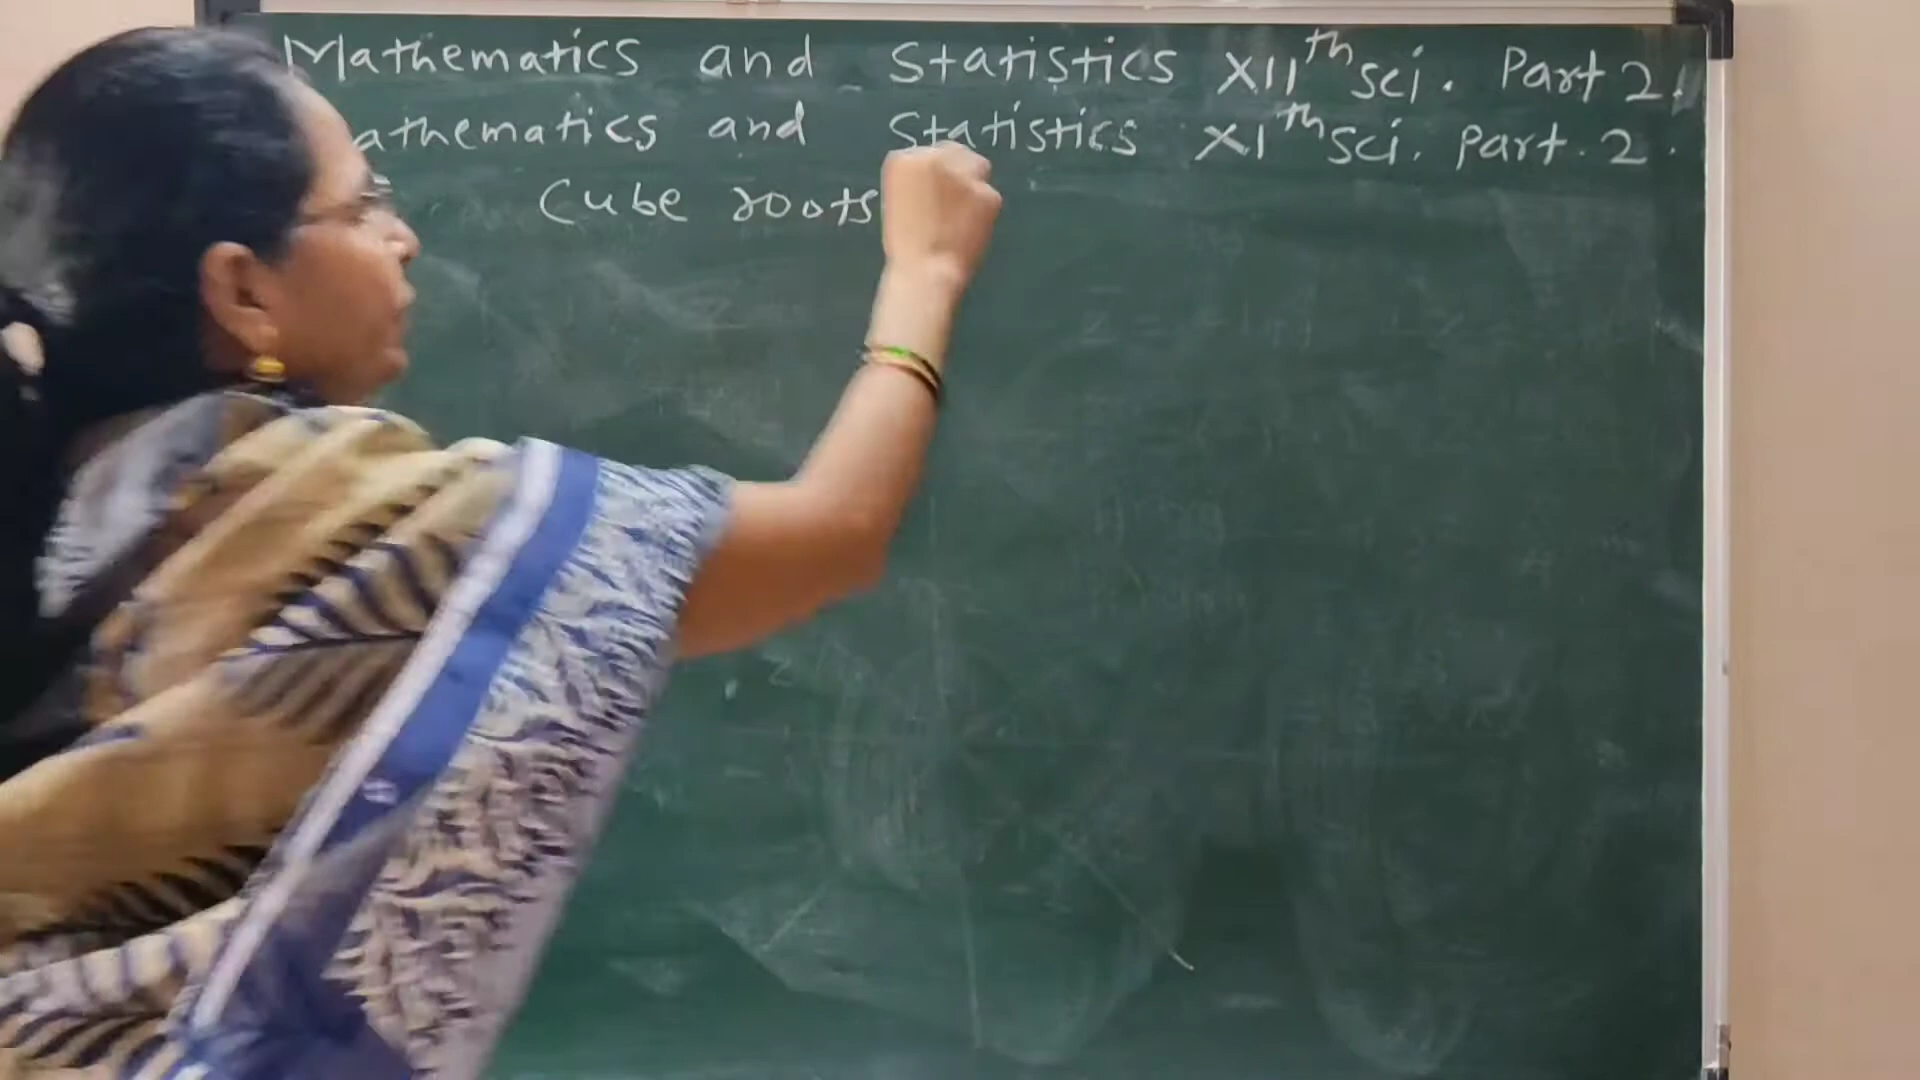 Mathematics and Statistics XIIth sci. Part 2.
athematics and Statistics XIth sci. Part. 2.
Cube roots